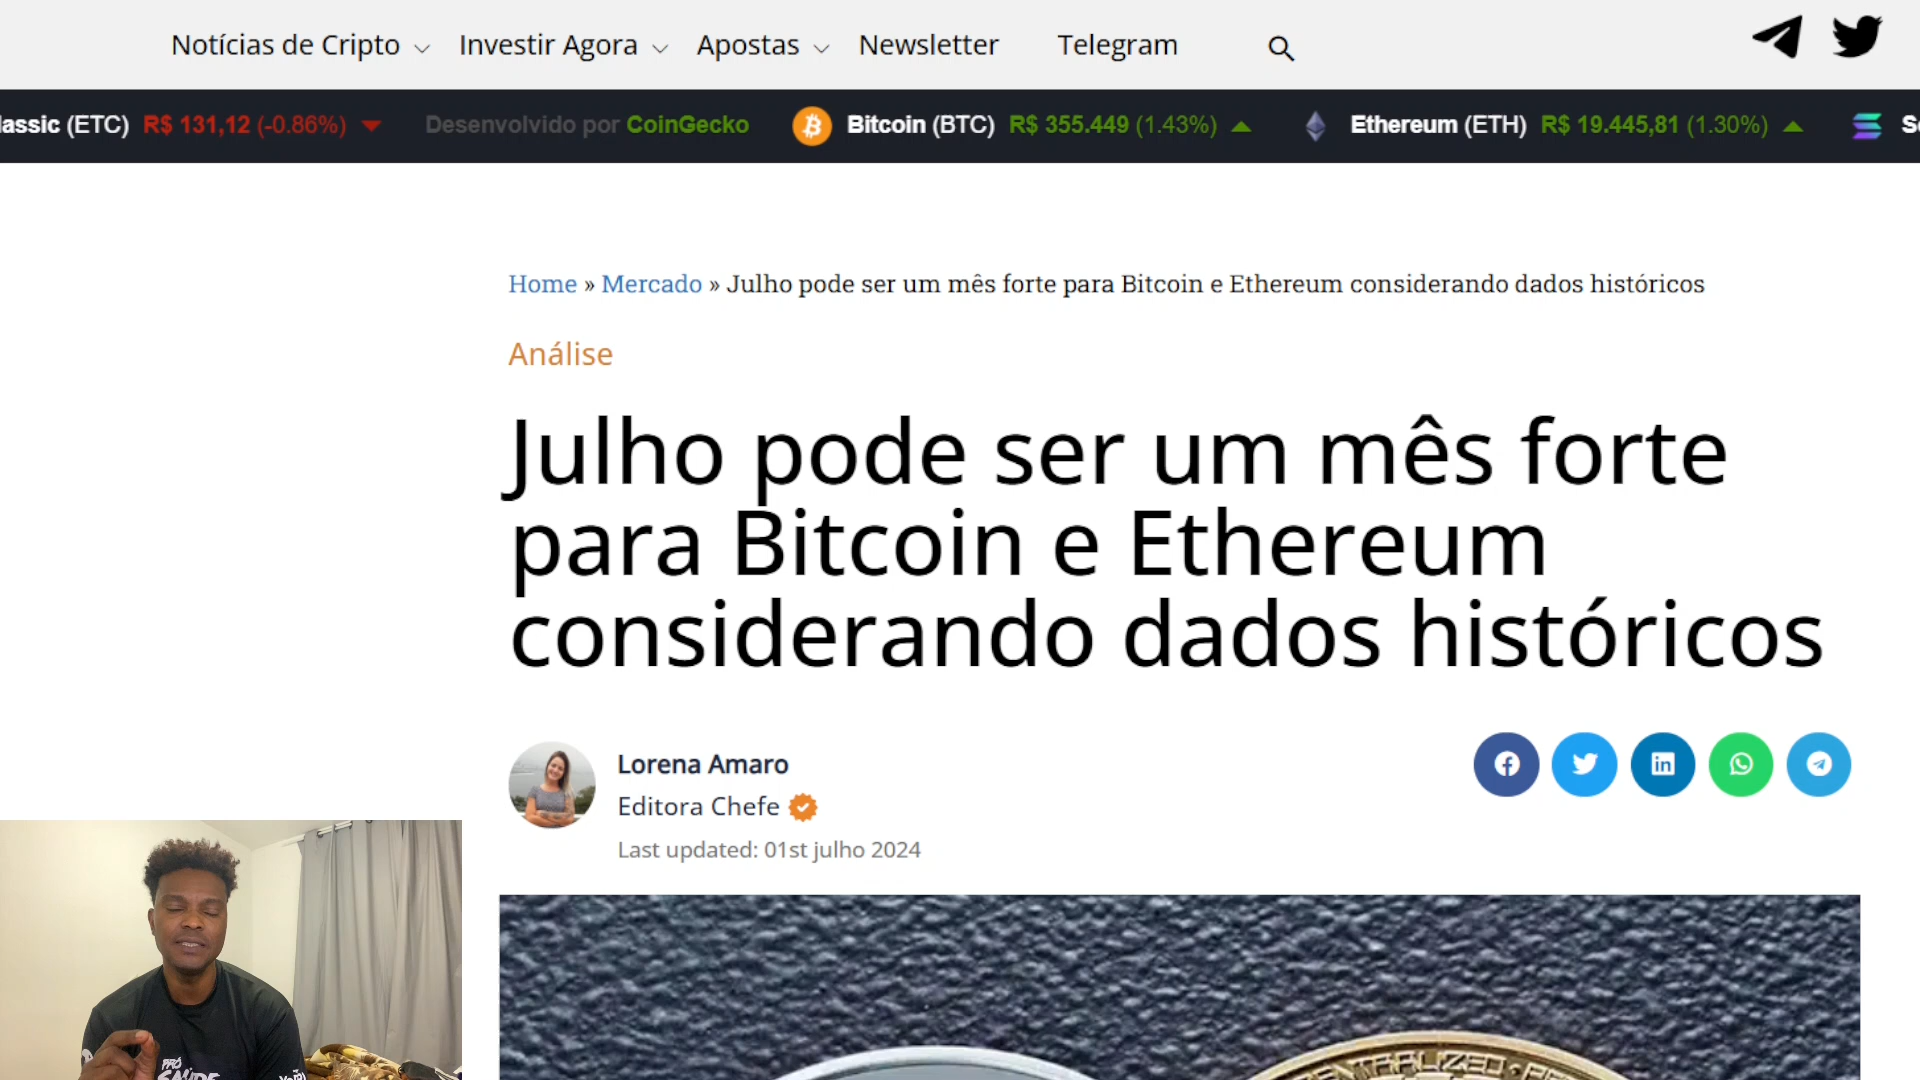 Notícias de Cripto Investir Agora Apostas Newsletter Telegram
lassic (ETC) R$ 131,12 (-0.86%) Desenvolvido por CoinGecko Bitcoin (BTC) R$ 355.449 (1.43%) Ethereum (ETH) R$ 19.445,81 (1.30%)
Home » Mercado » Julho pode ser um mês forte para Bitcoin e Ethereum considerando dados históricos
Análise
Julho pode ser um mês forte
para Bitcoin e Ethereum
considerando dados históricos
Lorena Amaro
Editora Chefe
Last updated: 01st julho 2024
PRÓ
SAÚDE